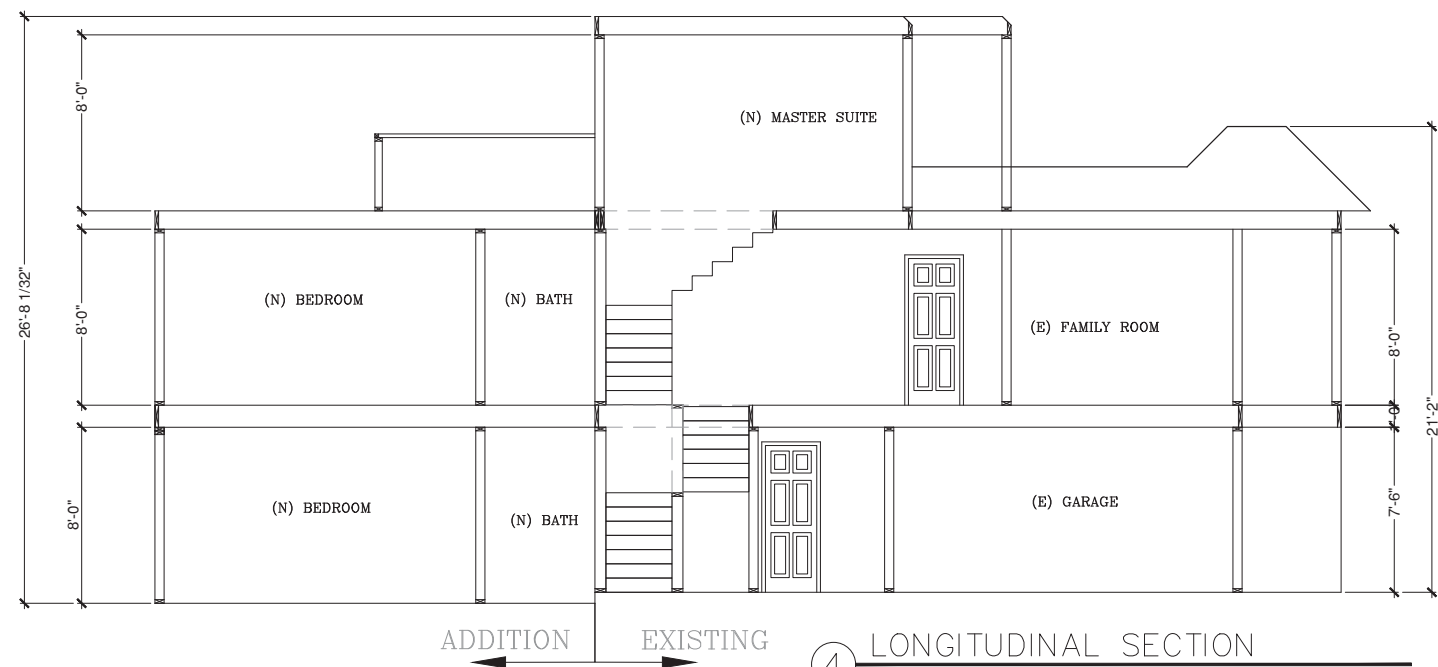 8'-0"
(N) MASTER SUITE
26'-8 1/32"
8'-0"
(N) BEDROOM
(N) BATH
(E) FAMILY ROOM
8'-0"
21'-2"
8'-0"
(N) BEDROOM
(N) BATH
(E) GARAGE
7'-6"
ADDITION
EXISTING
4
LONGITUDINAL SECTION